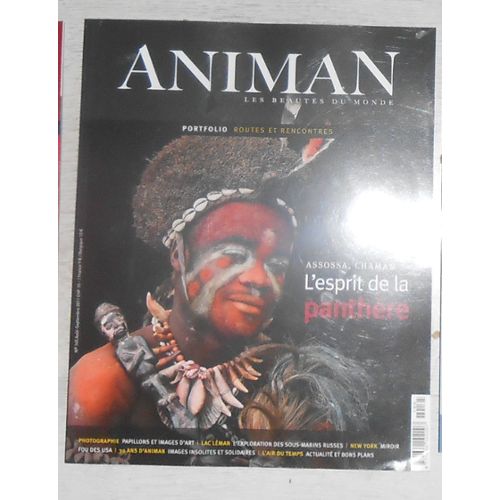 ANIMAN
LES BEAUTÉS DU MONDE
PORTFOLIO ROUTES ET RENCONTRES
ASSOSSA, CHAMAN
L'esprit de la
panthère
PHOTOGRAPHIE PAPILLONS ET IMAGES D'ART | LAC LÉMAN L'EXPLORATION DES SOUS-MARINS RUSSES | NEW YORK MIROIR
FOU DES USA | 30 ANS D'ANIMAN IMAGES INSOLITES ET SOLIDAIRES | L'AIR DU TEMPS ACTUALITÉ ET BONS PLANS